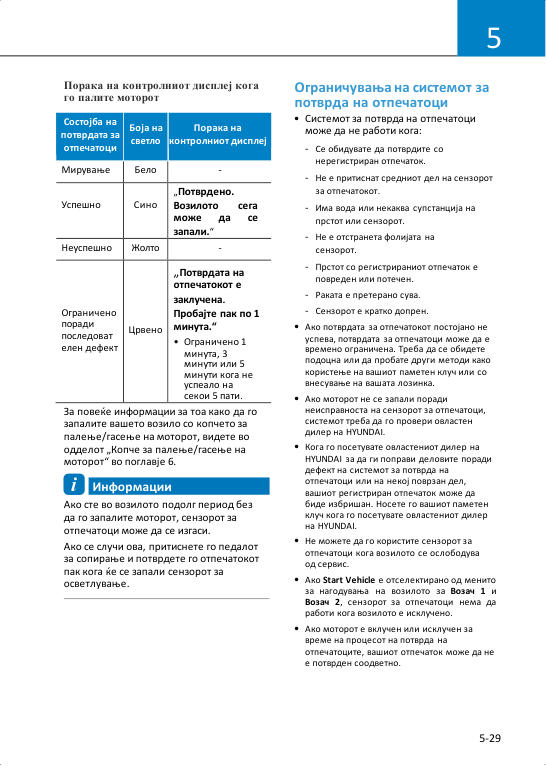 5
Порака на контролниот дисплеј кога
го палите моторот
Состојба на
потврдата за
отпечатоци
Боја на
светло
Порака на
контролниот дисплеј
Мирување
Бело
-
Успешно
Сино
„Потврдено.
Возилото сега
може да се
запали.“
Неуспешно
Жолто
-
Ограничено
поради
последоват
елен дефект
Црвено
„Потврдата на
отпечатокот е
заклучена.
Пробајте пак по 1
минута.“
• Ограничено 1
минута, 3
минути или 5
минути кога не
успеало на
секои 5 пати.
За повеќе информации за тоа како да го
запалите вашето возило со копчето за
палење/гасење на моторот, видете во
одделот „Копче за палење/гасење на
моторот“ во поглавје 6.
i Информации
Ако сте во возилото подолг период без
да го запалите моторот, сензорот за
отпечатоци може да се изгаси.
Ако се случи ова, притиснете го педалот
за сопирање и потврдете го отпечатокот
пак кога ќе се запали сензорот за
осветлување.
Ограничувања на системот за
потврда на отпечатоци
• Системот за потврда на отпечатоци
може да не работи кога:
- Се обидувате да потврдите со
нерегистриран отпечаток.
- Не е притиснат средниот дел на сензорот
за отпечатокот.
- Има вода или некаква супстанција на
прстот или сензорот.
- Не е отстранета фолијата на
сензорот.
- Прстот со регистрираниот отпечаток е
повреден или потечен.
- Раката е претерано сува.
- Сензорот е кратко допрен.
• Ако потврдата за отпечатокот постојано не
успева, потврдата за отпечатоци може да е
времено ограничена. Треба да се обидете
подоцна или да пробате други методи како
користење на вашиот паметен клуч или со
внесување на вашата лозинка.
• Ако моторот не се запали поради
неисправноста на сензорот за отпечатоци,
системот треба да го провери овластен
дилер на HYUNDAI.
• Кога го посетувате овластениот дилер на
HYUNDAI за да ги поправи деловите поради
дефект на системот за потврда на
отпечатоци или на некој поврзан дел,
вашиот регистриран отпечаток може да
биде избришан. Носете го вашиот паметен
клуч кога го посетувате овластениот дилер
на HYUNDAI.
• Не можете да го користите сензорот за
отпечатоци кога возилото се ослободува
од сервис.
• Ако Start Vehicle е отселектирано од менито
за нагодувања на возилото за Возач 1 и
Возач 2, сензорот за отпечатоци нема да
работи кога возилото е исклучено.
• Ако моторот е вклучен или исклучен за
време на процесот на потврда на
отпечатоците, вашиот отпечаток може да не
е потврден соодветно.
5-29